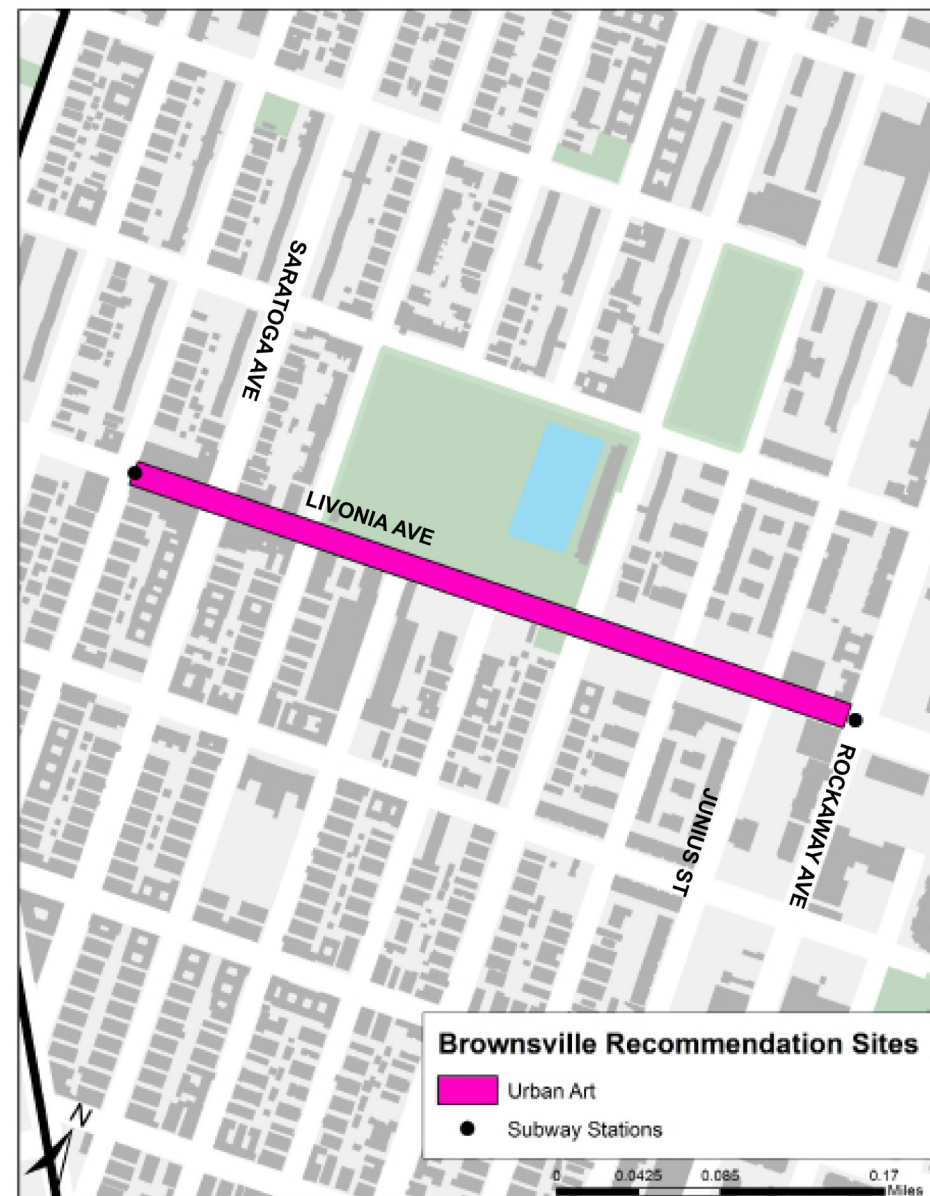 SARATOGA AVE
LIVONIA AVE
JUNIUS ST
ROCKAWAY AVE
Brownsville Recommendation Sites
Urban Art
Subway Stations
N
0 0.0425 0.085 0.17
Miles